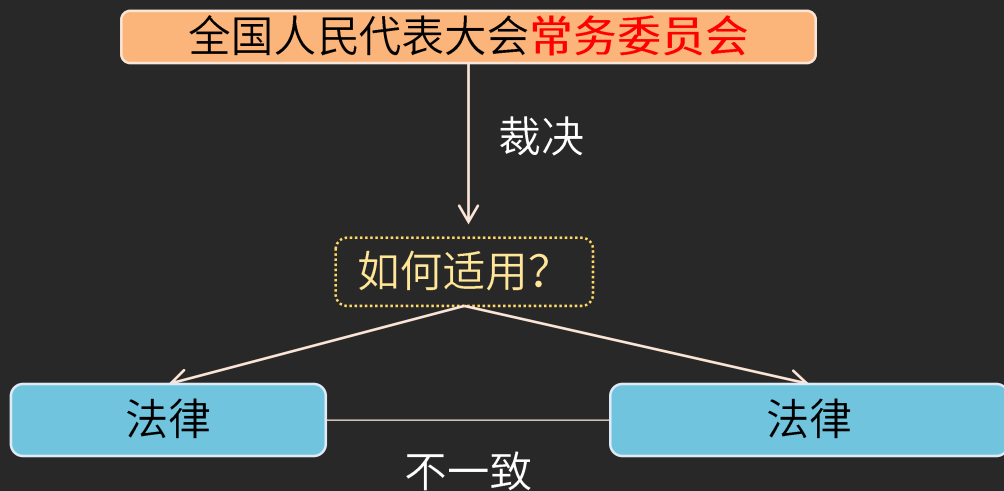 全国人民代表大会常务委员会
裁决
如何适用？
法律
法律
不一致